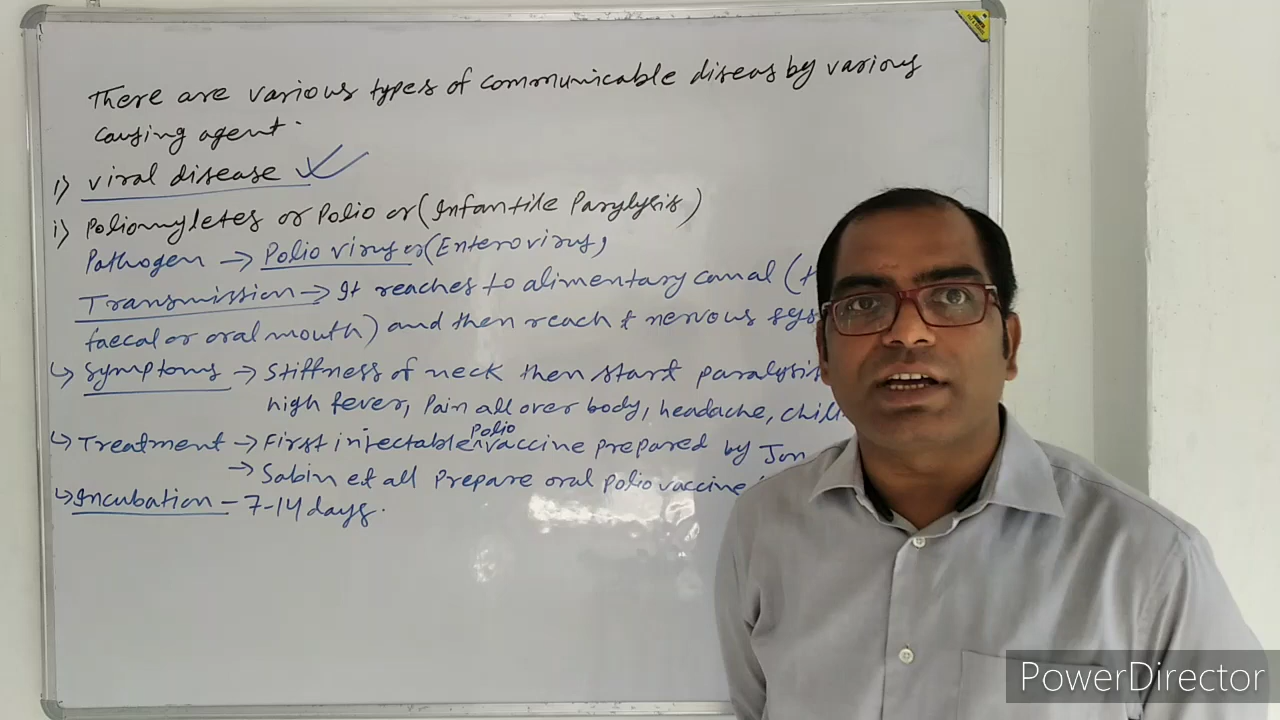 There are various types of communicable diseas by various
causing agent.
1) viral disease ✓
i) Poliomyletes or Polio or (Infantile Parylysis)
Pathogen → Polio virus or (Enterovirus)
Transmission → It reaches to alimentary canal (
faecal or oral mouth) and then reach t nervous sys
↳ Symptoms → Stiffness of neck then start paralysis
high fever, Pain all over body, headache, chill
↳ Treatment → First injectable polio vaccine prepared by Jon
→ Sabin et all Prepare oral polio vaccine
↳ Incubation - 7-14 days.
PowerDirector